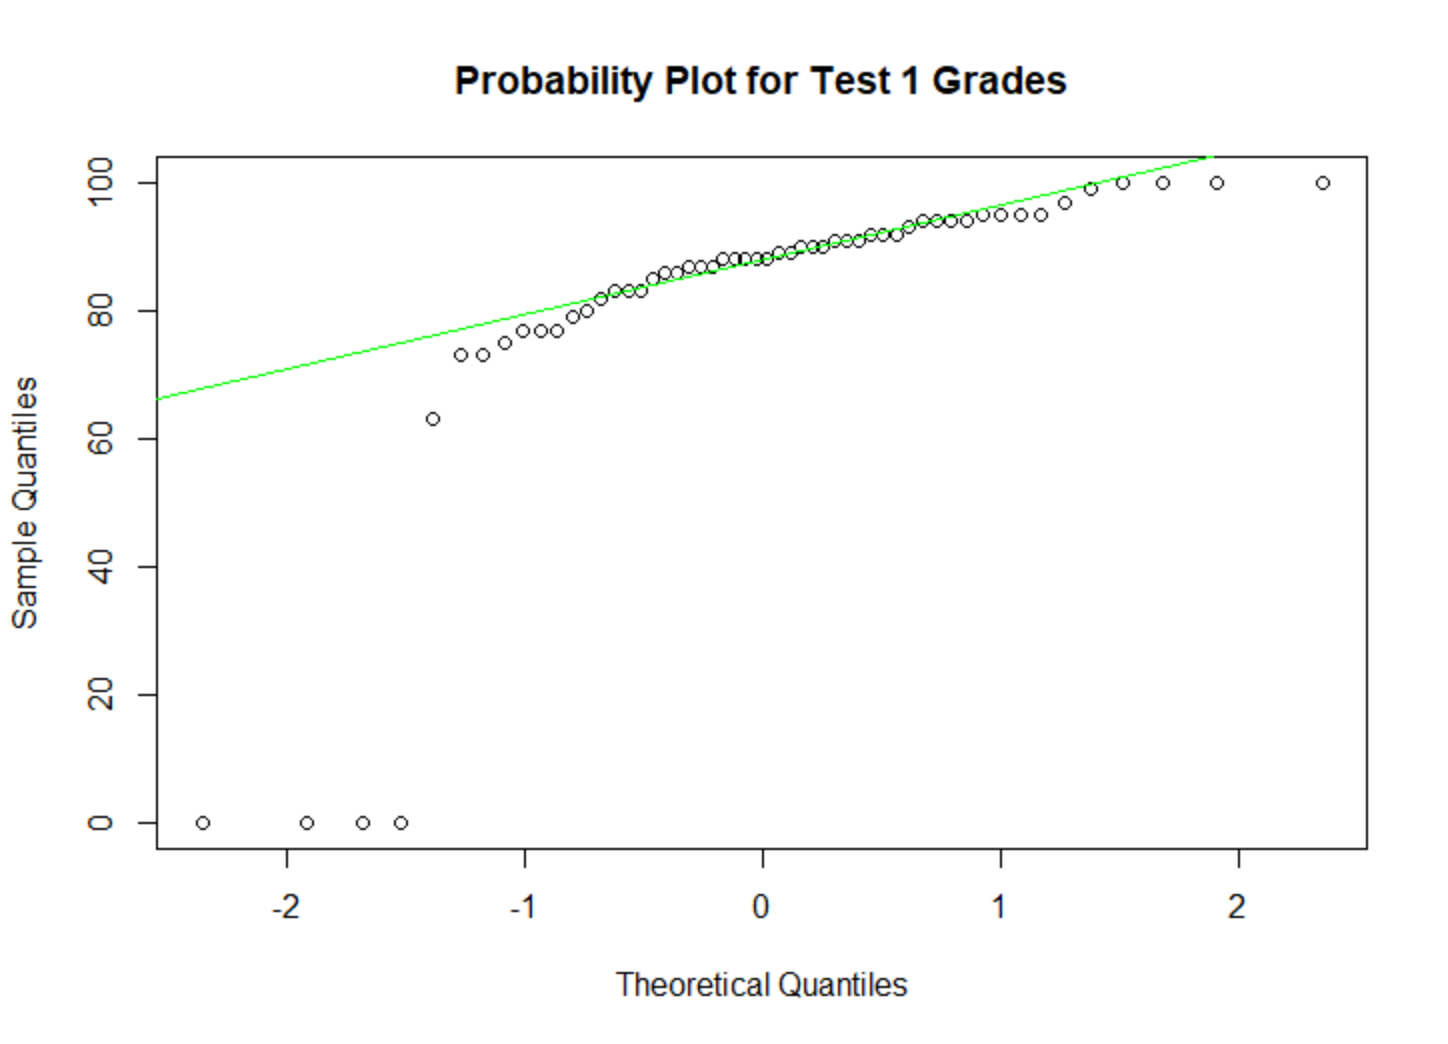 Probability Plot for Test 1 Grades
100
80
60
40
20
0
Sample Quantiles
-2 -1 0 1 2
Theoretical Quantiles